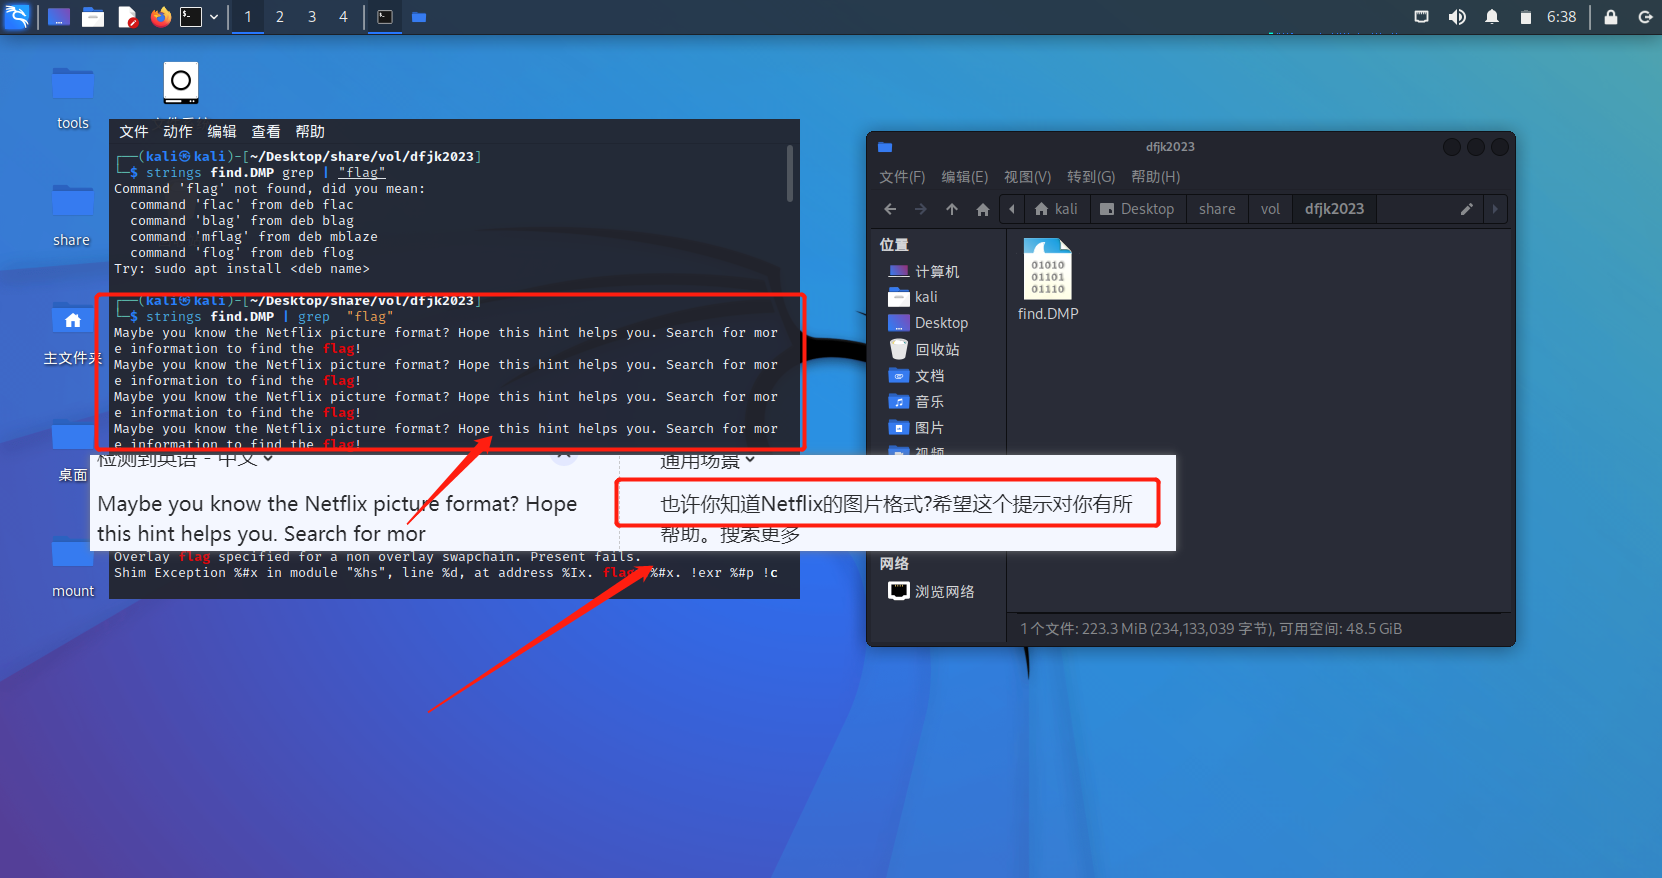 1 2 3 4
6:38
tools
share
主文件夹
桌面
mount
文件 动作 编辑 查看 帮助
(kali㉿kali)-[~/Desktop/share/vol/dfjk2023]
$ strings find.DMP grep | "flag"
Command 'flag' not found, did you mean:
command 'flac' from deb flac
command 'blag' from deb blag
command 'mflag' from deb mblaze
command 'flog' from deb flog
Try: sudo apt install <deb name>
(kali㉿kali)-[~/Desktop/share/vol/dfjk2023]
$ strings find.DMP | grep "flag"
Maybe you know the Netflix picture format? Hope this hint helps you. Search for mor
e information to find the flag!
Maybe you know the Netflix picture format? Hope this hint helps you. Search for mor
e information to find the flag!
Maybe you know the Netflix picture format? Hope this hint helps you. Search for mor
e information to find the flag!
Maybe you know the Netflix picture format? Hope this hint helps you. Search for mor
e information to find the flag!
检测到英语 - 中文
通用场景
Maybe you know the Netflix picture format? Hope
this hint helps you. Search for mor
也许你知道Netflix的图片格式?希望这个提示对你有所
帮助。搜索更多
Overlay flag specified for a non overlay swapchain. Present fails.
Shim Exception %#x in module "%hs", line %d, at address %Ix. flag %#x. !exr %#p !c
dfjk2023
文件(F) 编辑(E) 视图(V) 转到(G) 帮助(H)
kali Desktop share vol dfjk2023
位置
计算机
kali
Desktop
回收站
文档
音乐
图片
视频
网络
浏览网络
01010
01101
01110
find.DMP
1 个文件: 223.3 MiB (234,133,039 字节), 可用空间: 48.5 GiB